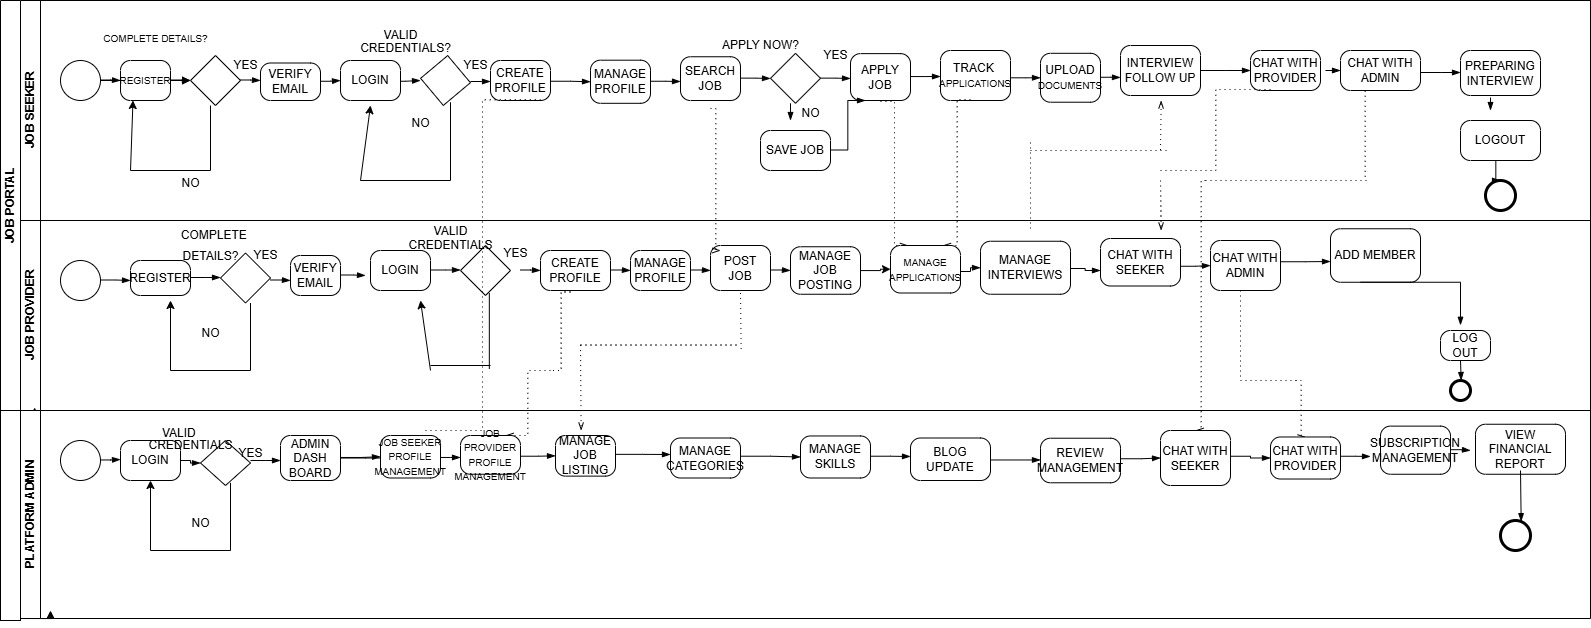 JOB PORTAL
JOB SEEKER
COMPLETE DETAILS?
REGISTER
YES
NO
VERIFY
EMAIL
LOGIN
VALID
CREDENTIALS?
YES
NO
CREATE
PROFILE
MANAGE
PROFILE
SEARCH
JOB
APPLY NOW?
YES
NO
SAVE JOB
APPLY
JOB
TRACK
APPLICATIONS
UPLOAD
DOCUMENTS
INTERVIEW
FOLLOW UP
CHAT WITH
PROVIDER
CHAT WITH
ADMIN
PREPARING
INTERVIEW
LOGOUT
JOB PROVIDER
REGISTER
COMPLETE
DETAILS?
YES
NO
VERIFY
EMAIL
LOGIN
VALID
CREDENTIALS
YES
CREATE
PROFILE
MANAGE
PROFILE
POST
JOB
MANAGE
JOB
POSTING
MANAGE
APPLICATIONS
MANAGE
INTERVIEWS
CHAT WITH
SEEKER
CHAT WITH
ADMIN
ADD MEMBER
LOG
OUT
PLATFORM ADMIN
LOGIN
VALID
CREDENTIALS
YES
NO
ADMIN
DASH
BOARD
JOB SEEKER
PROFILE
MANAGEMENT
JOB
PROVIDER
PROFILE
MANAGEMENT
MANAGE
JOB
LISTING
MANAGE
CATEGORIES
MANAGE
SKILLS
BLOG
UPDATE
REVIEW
MANAGEMENT
CHAT WITH
SEEKER
CHAT WITH
PROVIDER
SUBSCRIPTION
MANAGEMENT
VIEW
FINANCIAL
REPORT